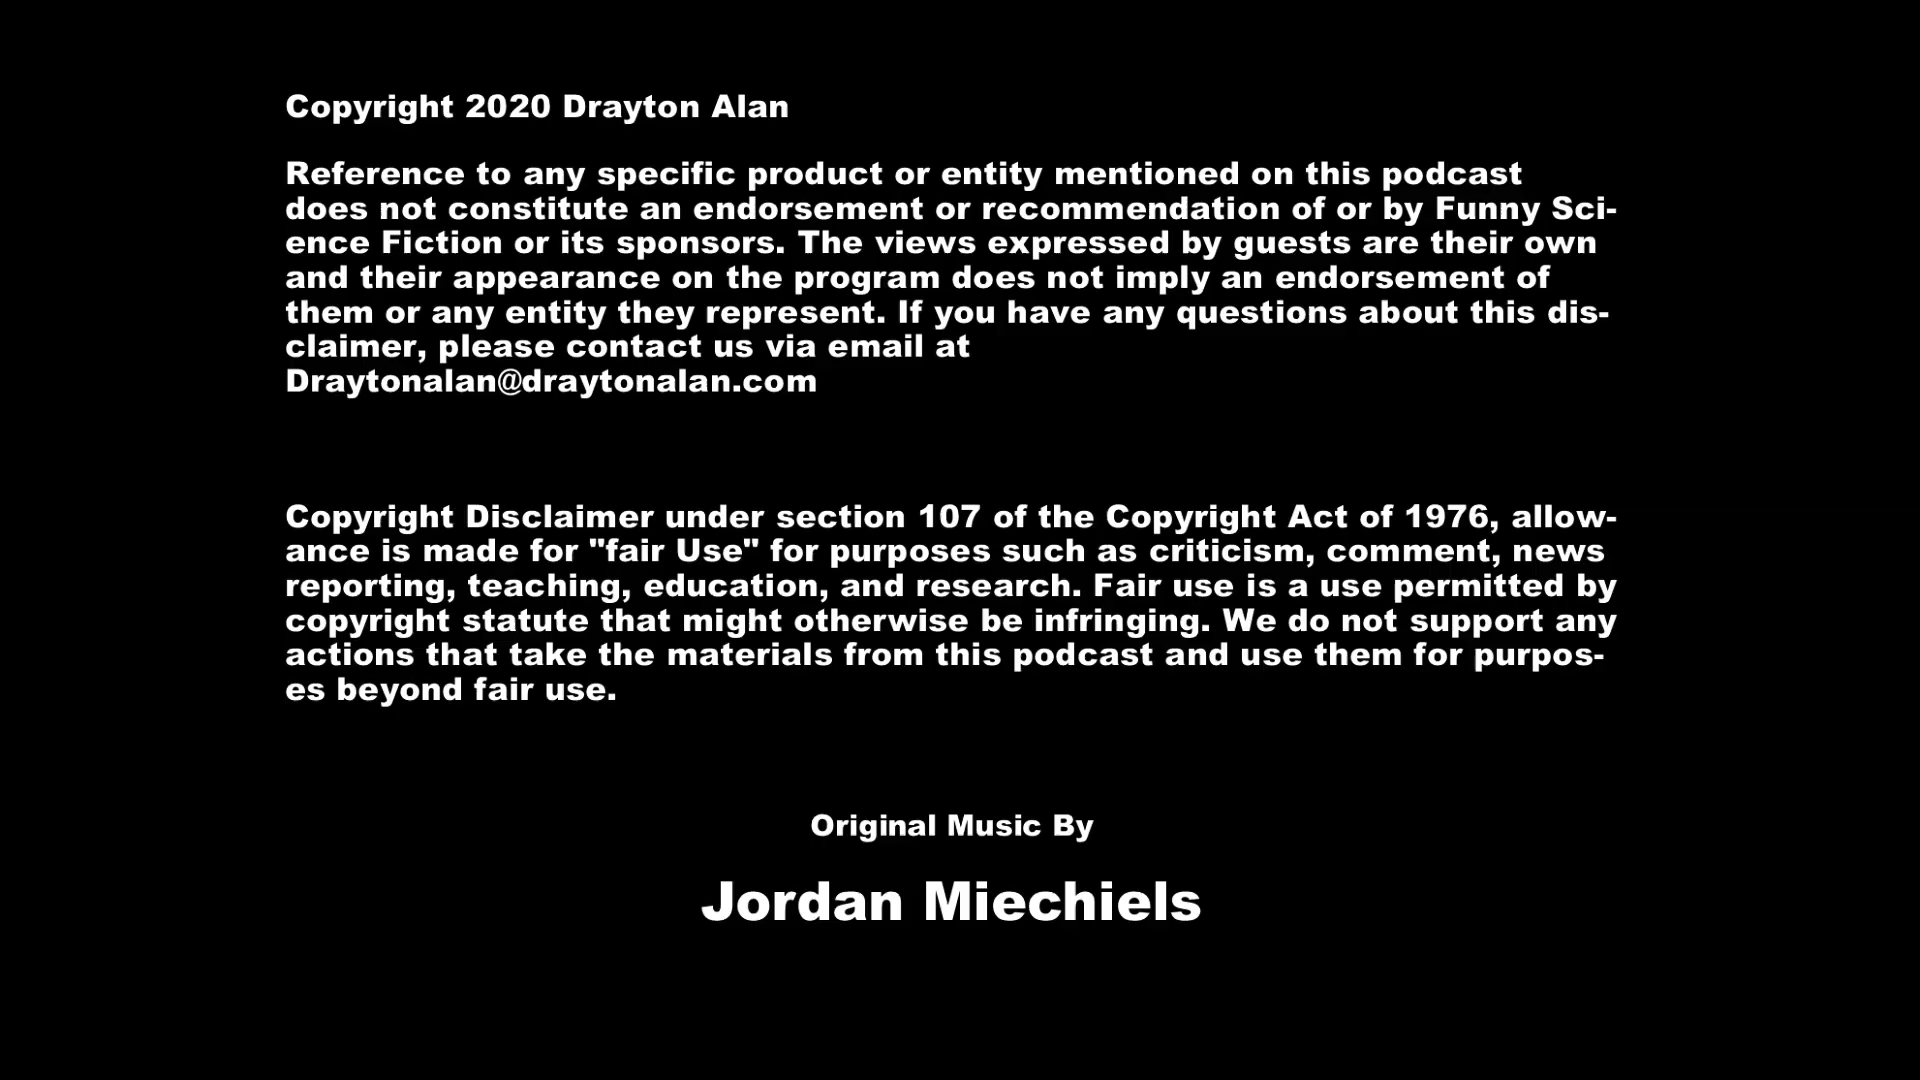 Copyright 2020 Drayton Alan
Reference to any specific product or entity mentioned on this podcast
does not constitute an endorsement or recommendation of or by Funny Sci-
ence Fiction or its sponsors. The views expressed by guests are their own
and their appearance on the program does not imply an endorsement of
them or any entity they represent. If you have any questions about this dis-
claimer, please contact us via email at
Draytonalan@draytonalan.com
Copyright Disclaimer under section 107 of the Copyright Act of 1976, allow-
ance is made for "fair Use" for purposes such as criticism, comment, news
reporting, teaching, education, and research. Fair use is a use permitted by
copyright statute that might otherwise be infringing. We do not support any
actions that take the materials from this podcast and use them for purpos-
es beyond fair use.
Original Music By
Jordan Miechiels